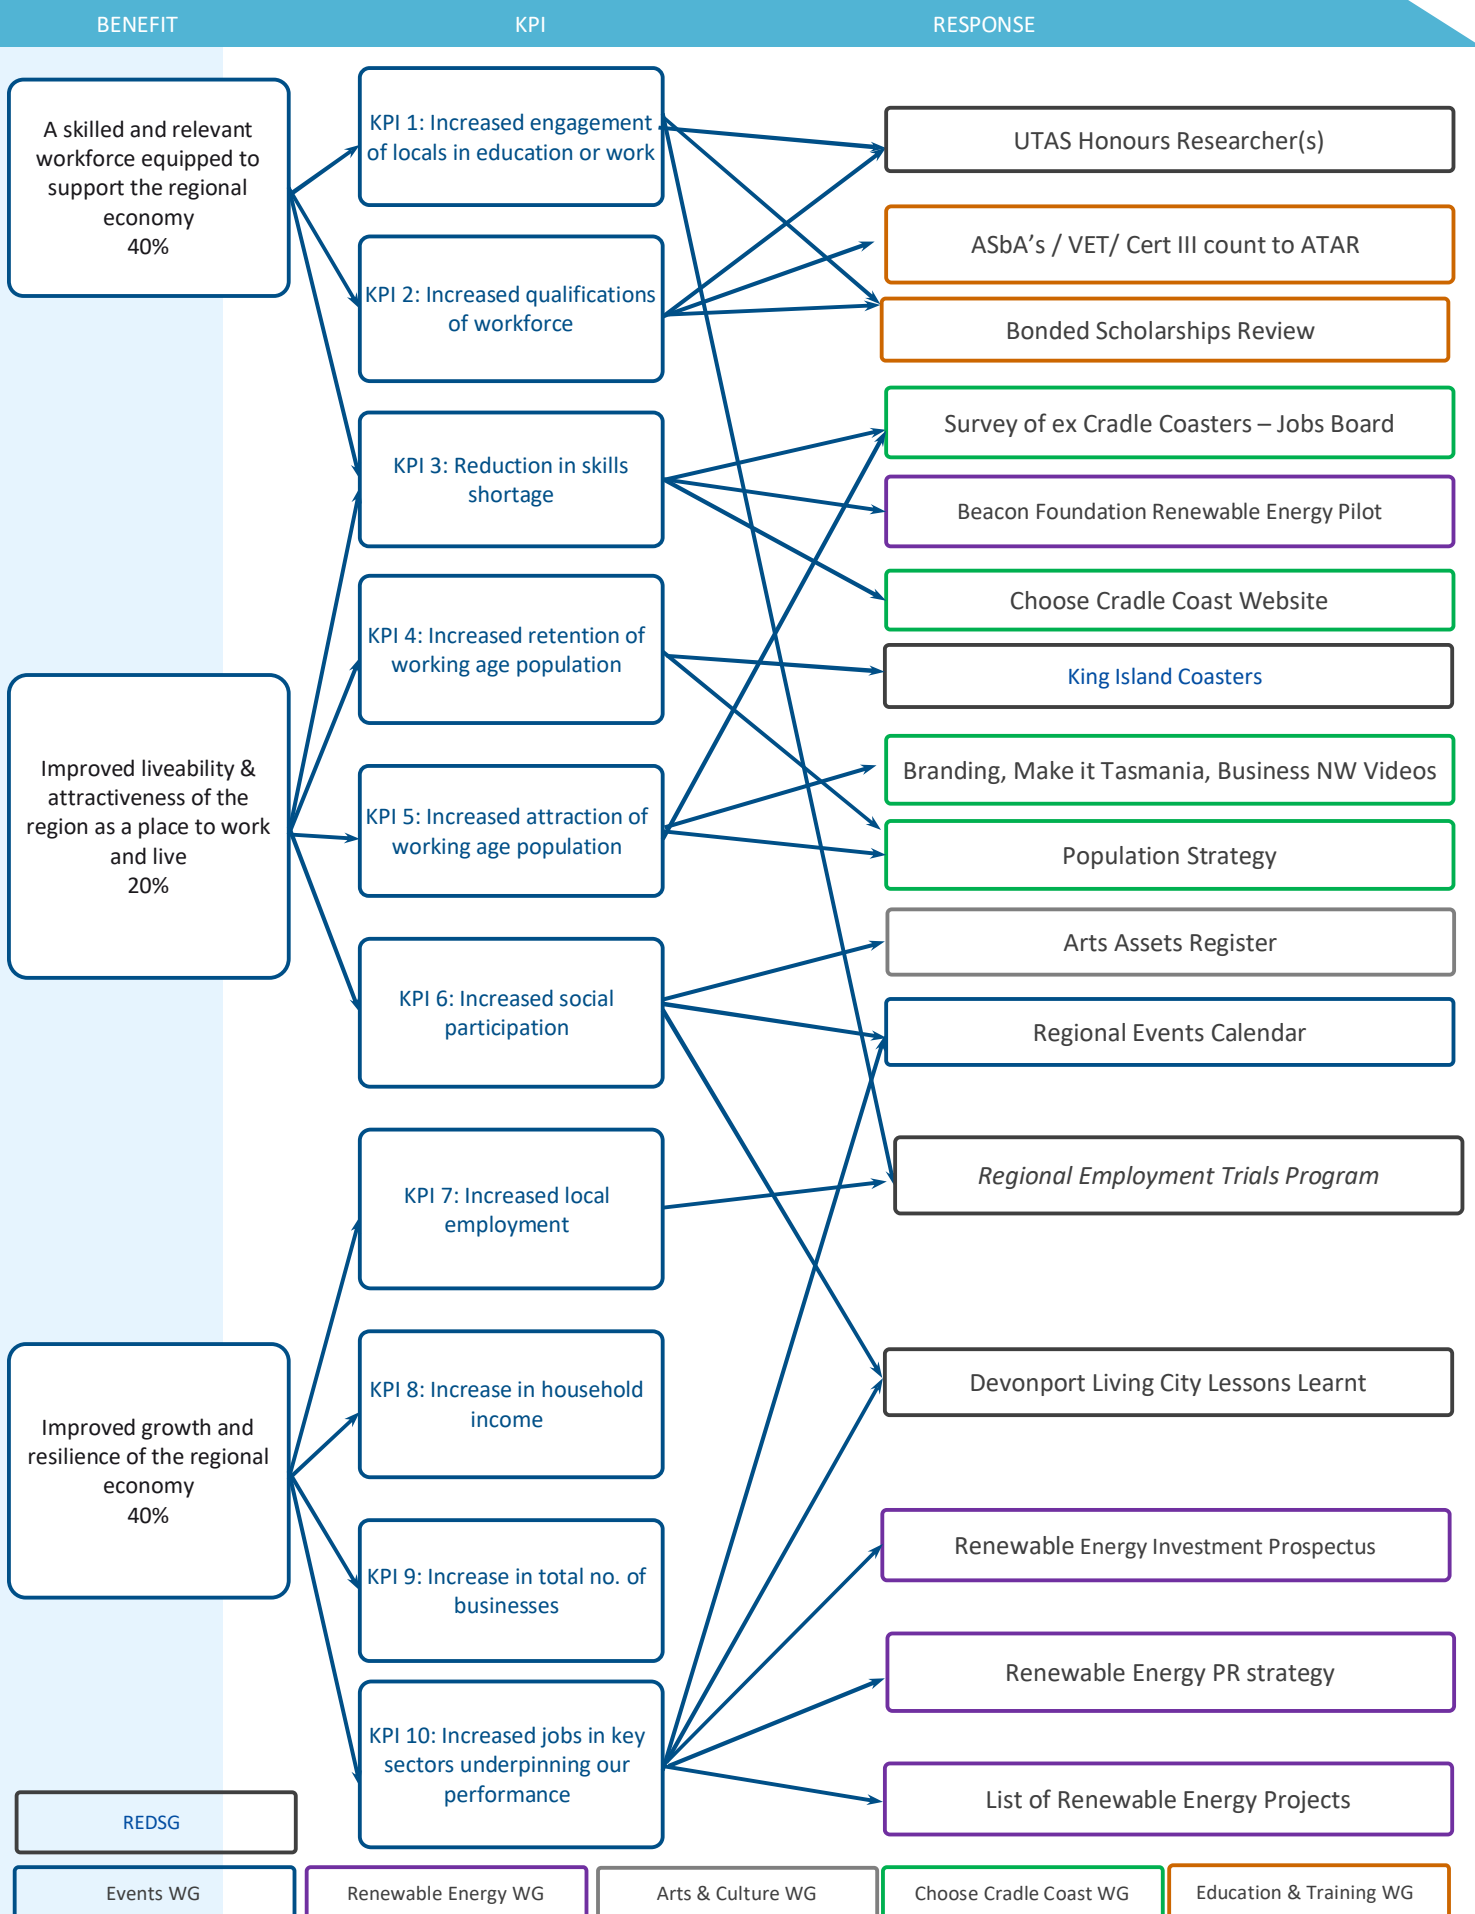 BENEFIT
KPI
RESPONSE
A skilled and relevant
workforce equipped to
support the regional
economy
40%
Improved liveability &
attractiveness of the
region as a place to work
and live
20%
Improved growth and
resilience of the regional
economy
40%
KPI 1: Increased engagement
of locals in education or work
KPI 2: Increased qualifications
of workforce
KPI 3: Reduction in skills
shortage
KPI 4: Increased retention of
working age population
KPI 5: Increased attraction of
working age population
KPI 6: Increased social
participation
KPI 7: Increased local
employment
KPI 8: Increase in household
income
KPI 9: Increase in total no. of
businesses
KPI 10: Increased jobs in key
sectors underpinning our
performance
UTAS Honours Researcher(s)
ASbA's / VET/ Cert III count to ATAR
Bonded Scholarships Review
Survey of ex Cradle Coasters – Jobs Board
Beacon Foundation Renewable Energy Pilot
Choose Cradle Coast Website
King Island Coasters
Branding, Make it Tasmania, Business NW Videos
Population Strategy
Arts Assets Register
Regional Events Calendar
Regional Employment Trials Program
Devonport Living City Lessons Learnt
Renewable Energy Investment Prospectus
Renewable Energy PR strategy
List of Renewable Energy Projects
REDSG
Events WG
Renewable Energy WG
Arts & Culture WG
Choose Cradle Coast WG
Education & Training WG